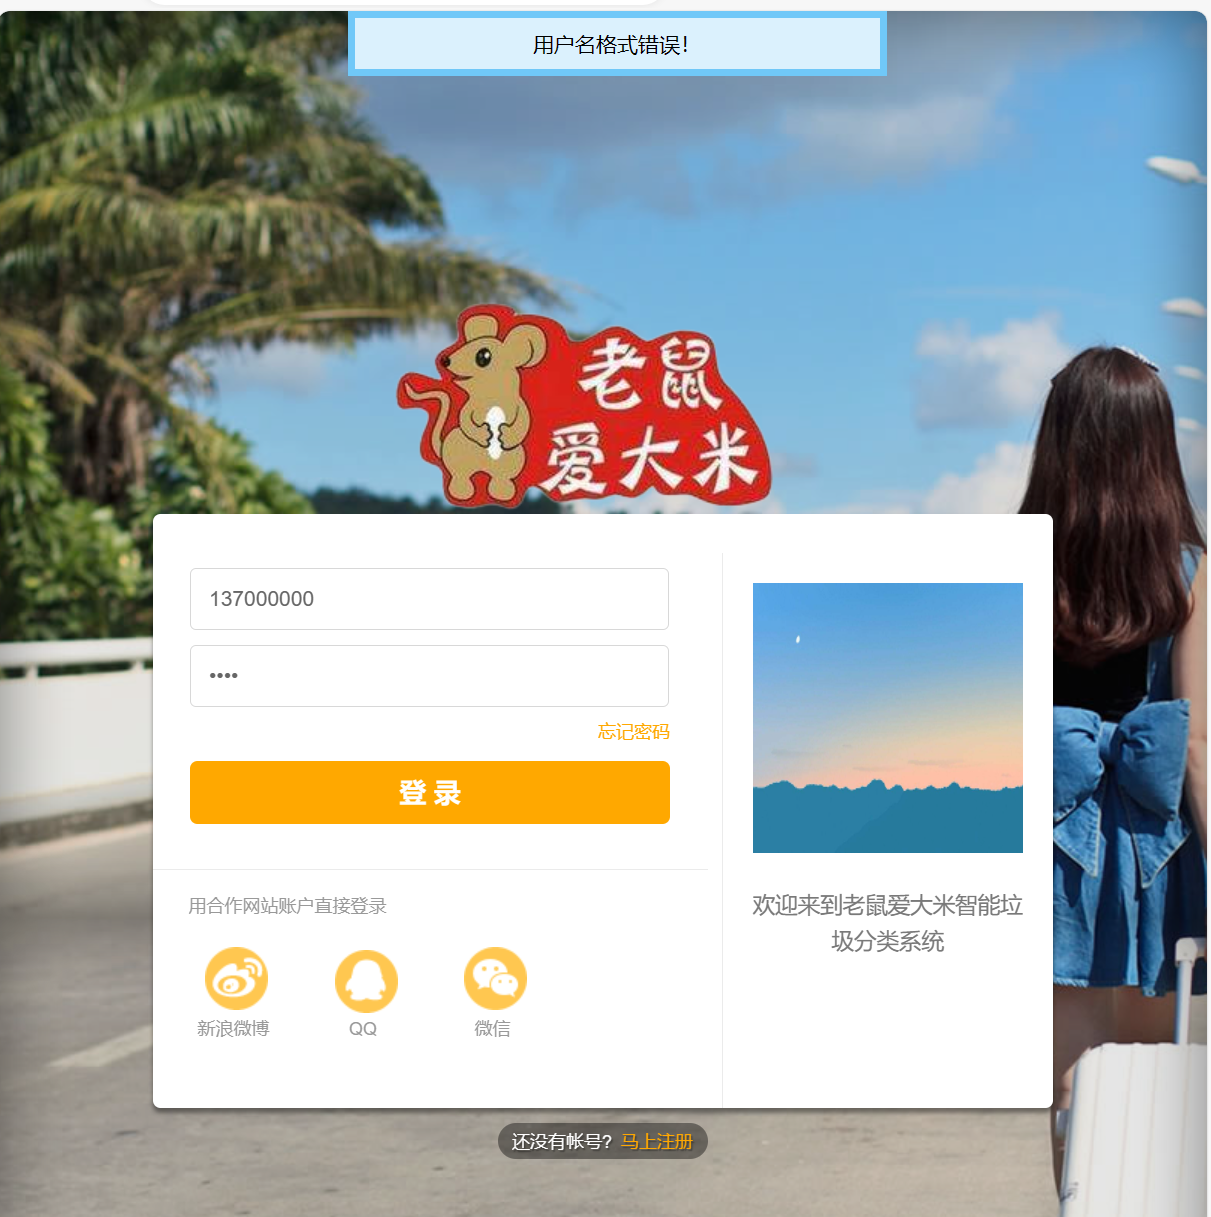 用户名格式错误!
老鼠
爱大米
137000000
••••
忘记密码
登 录
用合作网站账户直接登录
新浪微博
QQ
微信
欢迎来到老鼠爱大米智能垃
圾分类系统
还没有帐号? 马上注册